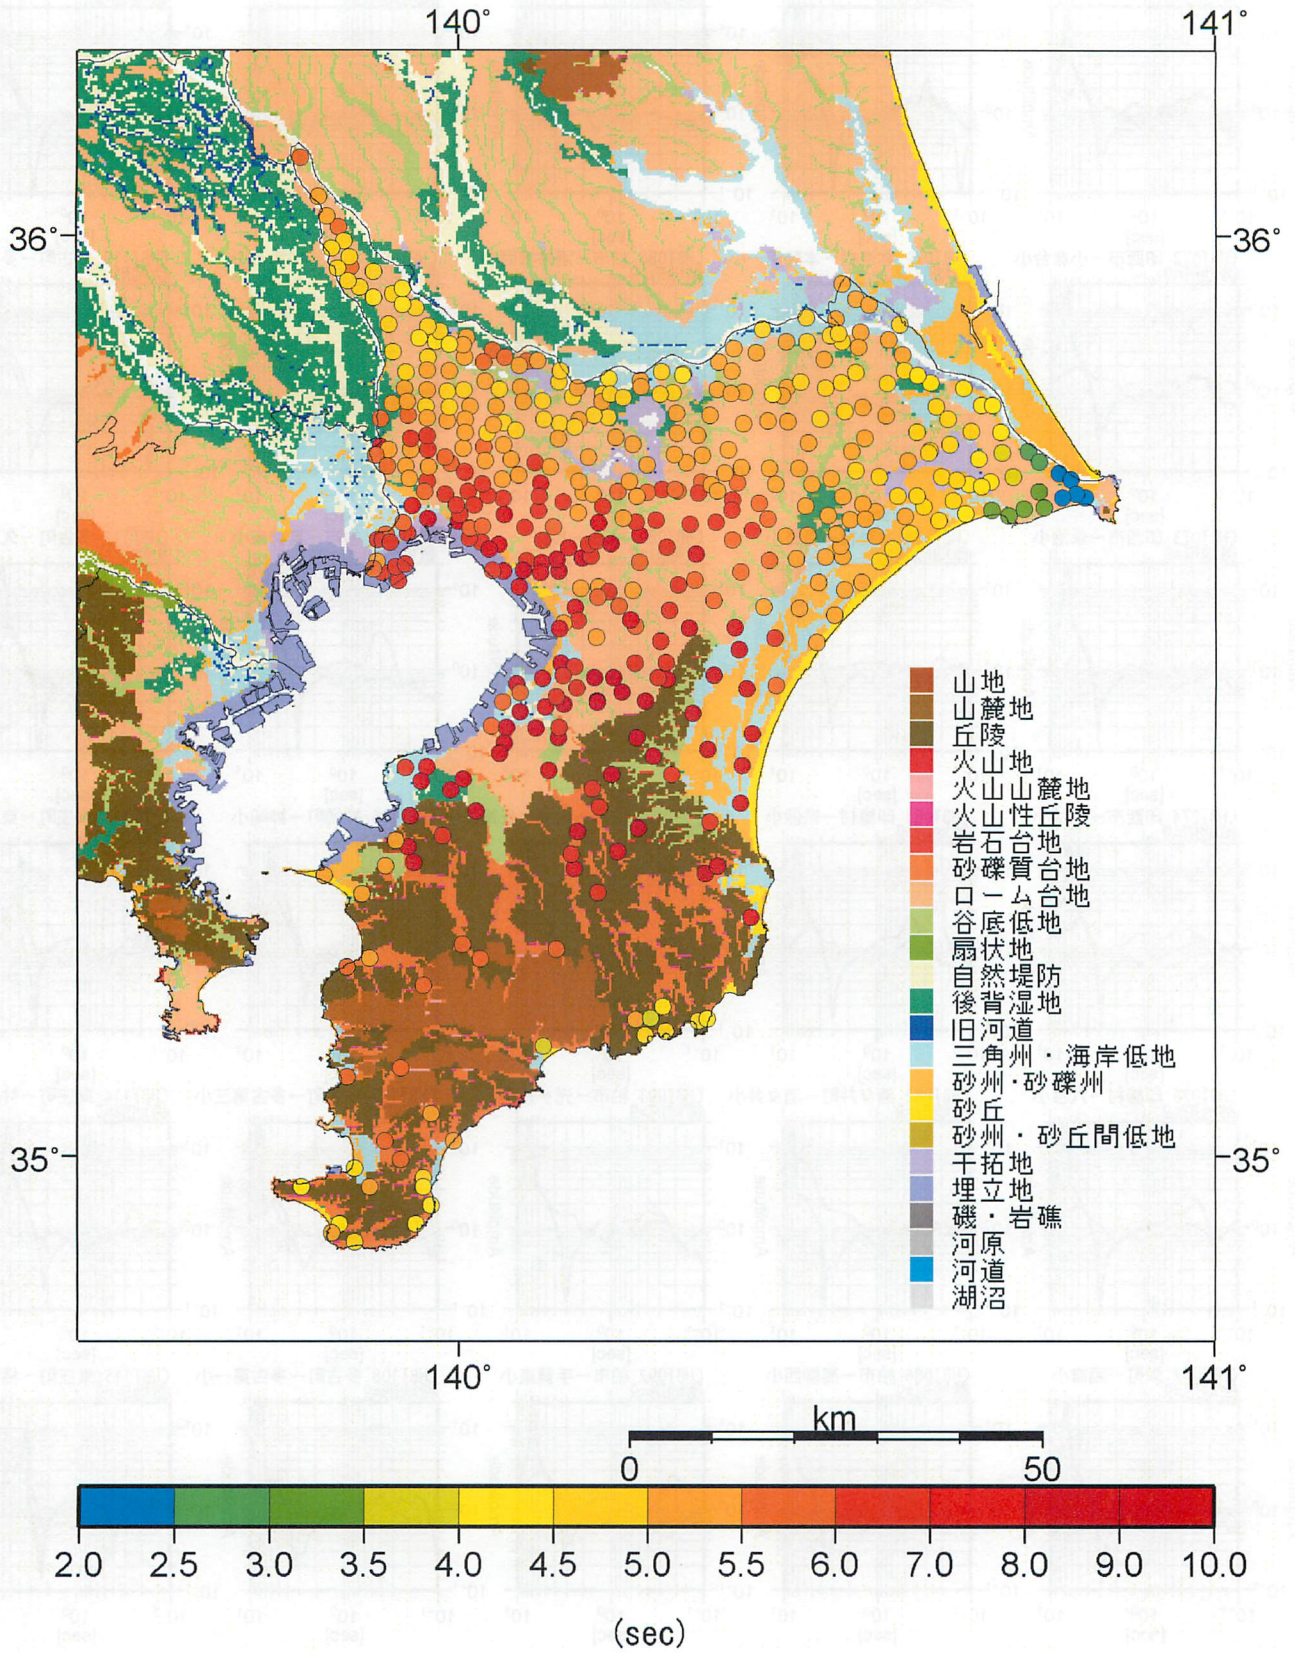 140°
141°
36°
36°
山地
山麓地
丘陵
火山地
火山山麓地
火山性丘陵
岩石台地
砂礫質台地
ローム台地
谷底低地
扇状地
自然堤防
後背湿地
旧河道
三角州・海岸低地
砂州・砂礫州
砂丘
砂州・砂丘間低地
干拓地
埋立地
磯・岩礁
河原
河道
湖沼
35°
35°
140°
141°
km
0 50
2.0 2.5 3.0 3.5 4.0 4.5 5.0 5.5 6.0 7.0 8.0 9.0 10.0
(sec)